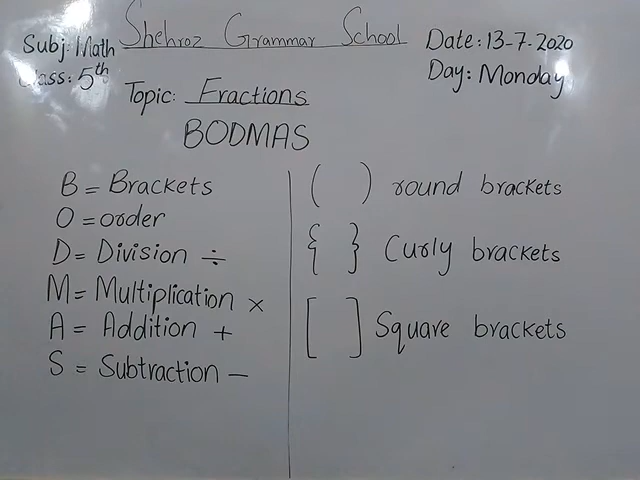 Shehroz Grammar School
Subj: Math
Date: 13-7-2020
Class: 5th
Day: Monday
Topic: Fractions
BODMAS
B = Brackets
O = order
D = Division ÷
M = Multiplication ×
A = Addition +
S = Subtraction −
( ) round brackets
{ } Curly brackets
[ ] Square brackets